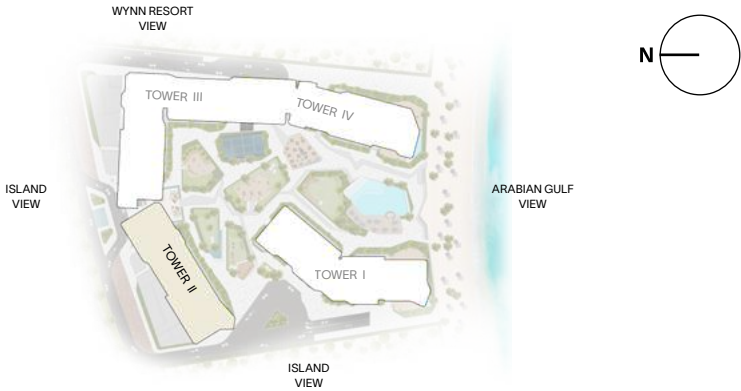 WYNN RESORT
VIEW
N
TOWER III
TOWER IV
ISLAND
VIEW
ARABIAN GULF
VIEW
TOWER II
TOWER I
ISLAND
VIEW